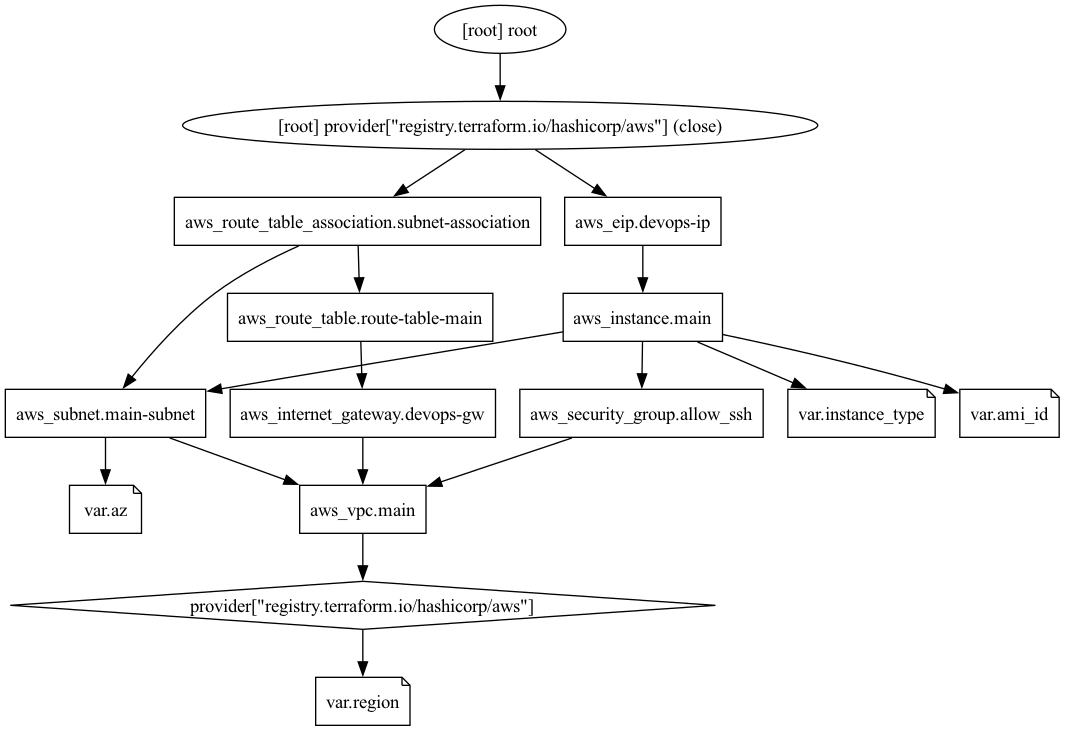 [root] root
[root] provider["registry.terraform.io/hashicorp/aws"] (close)
aws_route_table_association.subnet-association
aws_eip.devops-ip
aws_route_table.route-table-main
aws_instance.main
aws_subnet.main-subnet
aws_internet_gateway.devops-gw
aws_security_group.allow_ssh
var.instance_type
var.ami_id
var.az
aws_vpc.main
provider["registry.terraform.io/hashicorp/aws"]
var.region